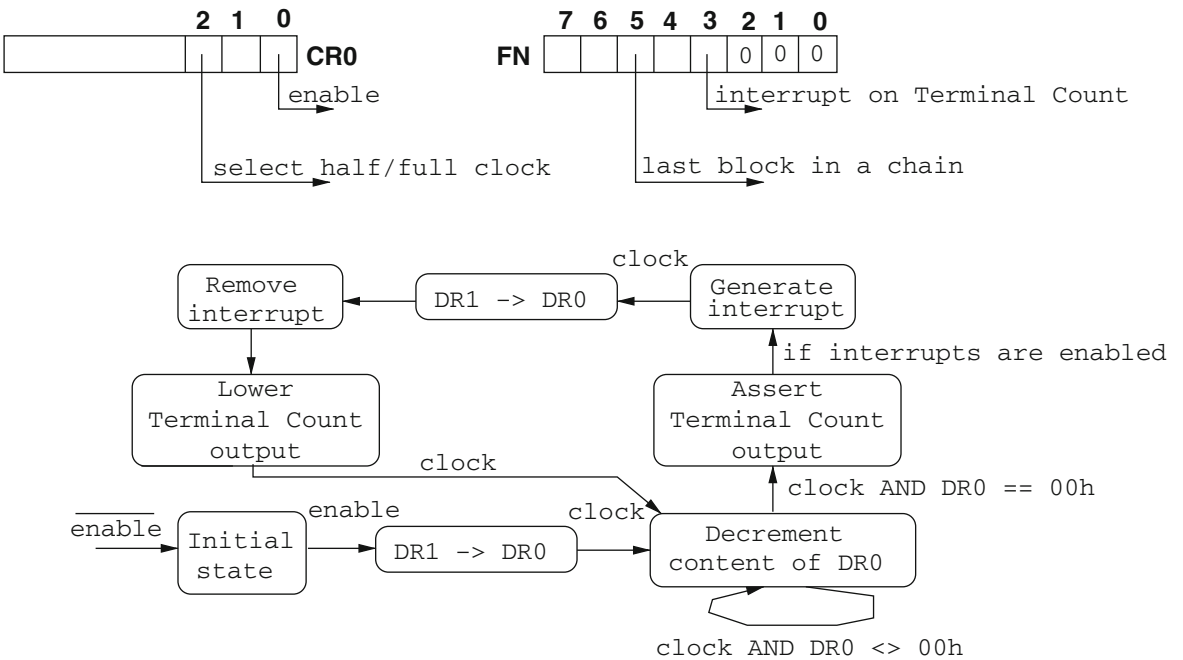 2 1 0
CR0
enable
select half/full clock
7 6 5 4 3 2 1 0
FN
0 0 0
interrupt on Terminal Count
last block in a chain
Remove
interrupt
DR1 -> DR0
clock
Generate
interrupt
if interrupts are enabled
Lower
Terminal Count
output
Assert
Terminal Count
output
clock
clock AND DR0 == 00h
enable
Initial
state
enable
DR1 -> DR0
clock
Decrement
content of DR0
clock AND DR0 <> 00h